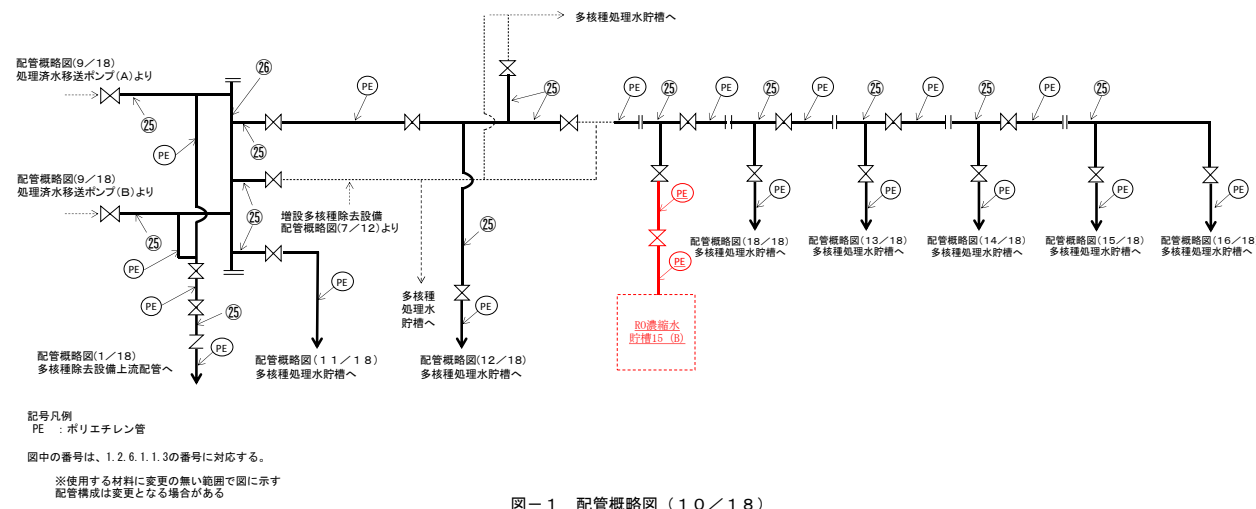 多核種処理水貯槽へ
配管概略図(9/18)
処理済水移送ポンプ(A)より
㉖
PE
㉕
㉕
PE
㉕
PE
㉕
PE
㉕
PE
㉕
PE
㉕
㉕
PE
㉕
配管概略図(9/18)
処理済水移送ポンプ(B)より
㉕
PE
PE
PE
PE
PE
PE
㉕
㉕
㉕
増設多核種除去設備
配管概略図(7/12)より
PE
配管概略図(18/18)
多核種処理水貯槽へ
配管概略図(13/18)
多核種処理水貯槽へ
配管概略図(14/18)
多核種処理水貯槽へ
配管概略図(15/18)
多核種処理水貯槽へ
配管概略図(16/18
多核種処理水貯槽へ
PE
PE
PE
㉕
多核種
処理水
貯槽へ
PE
RO濃縮水
貯槽15 (B)
PE
配管概略図(1/18)
多核種除去設備上流配管へ
配管概略図(11/18)
多核種処理水貯槽へ
配管概略図(12/18)
多核種処理水貯槽へ
記号凡例
PE :ポリエチレン管
図中の番号は、1.2.6.1.1.3の番号に対応する。
※使用する材料に変更の無い範囲で図に示す
配管構成は変更となる場合がある
図-1 配管概略図(10/18)